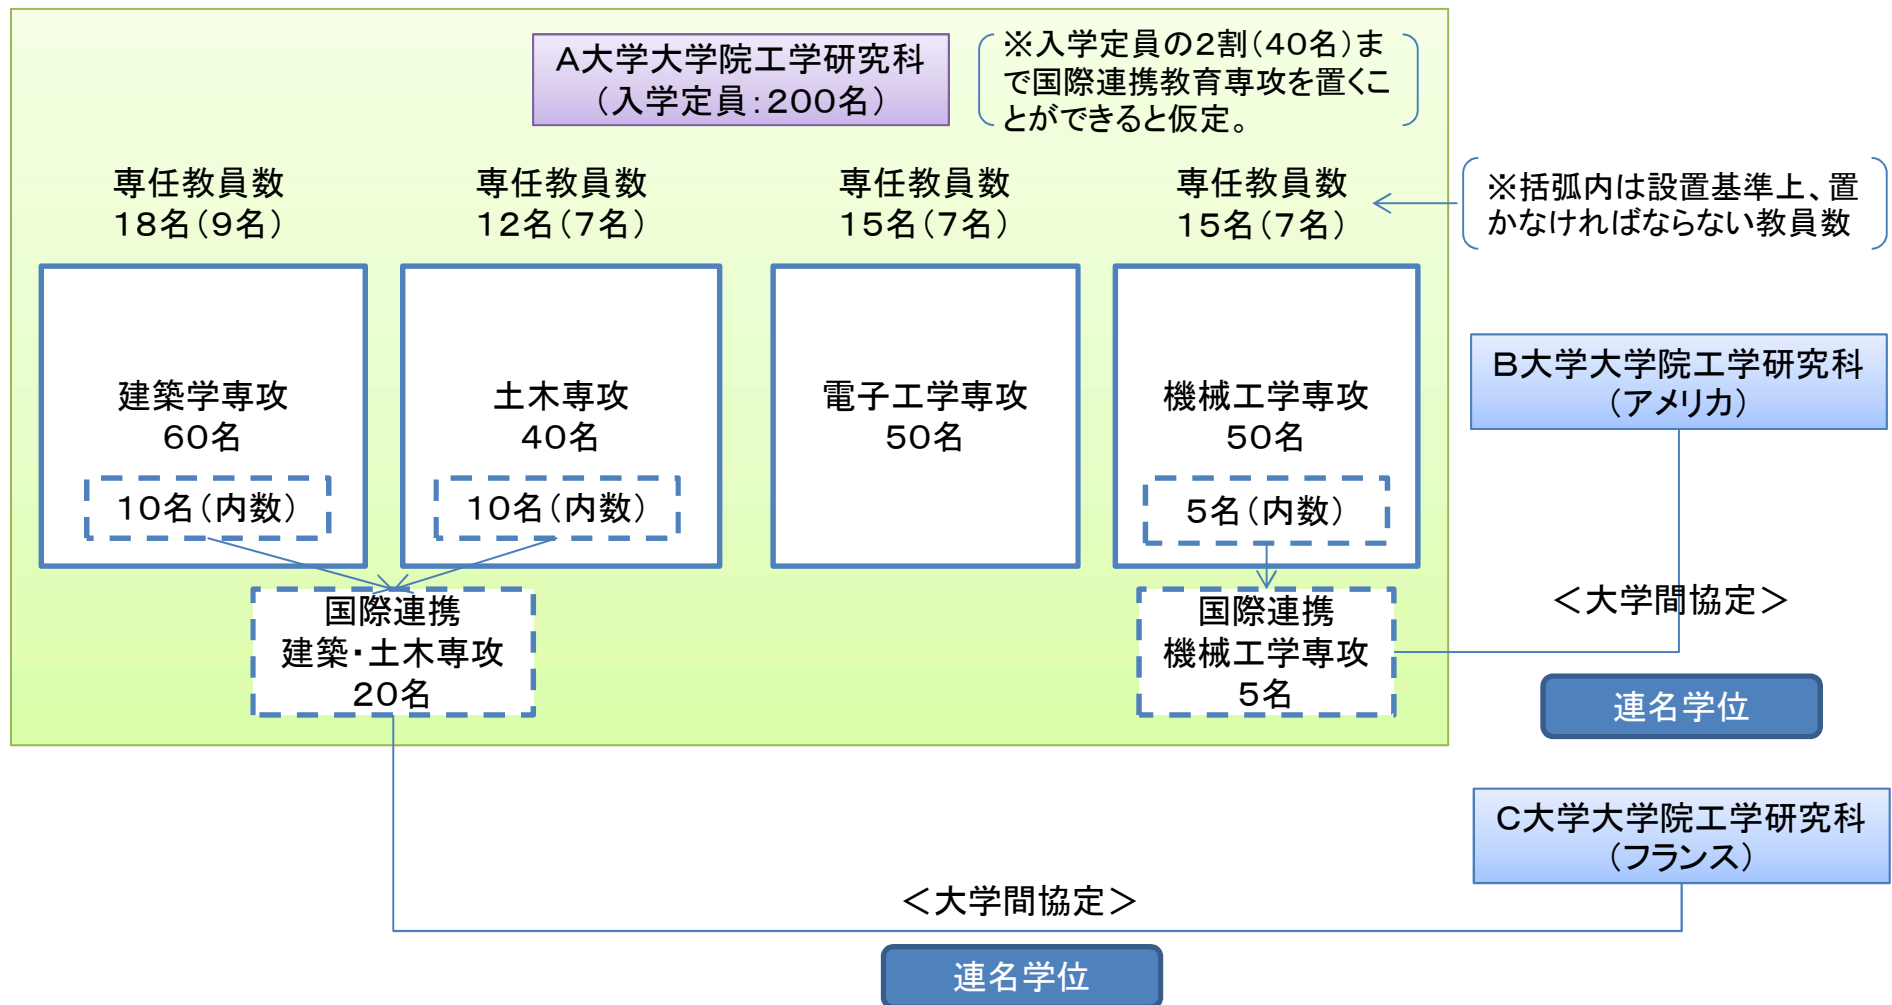 A大学大学院工学研究科
（入学定員：200名）
※入学定員の2割（40名）ま
で国際連携教育専攻を置くこ
とができると仮定。
専任教員数
18名（9名）
専任教員数
12名（7名）
専任教員数
15名（7名）
専任教員数
15名（7名）
※括弧内は設置基準上、置
かなければならない教員数
建築学専攻
60名
10名（内数）
土木専攻
40名
10名（内数）
電子工学専攻
50名
機械工学専攻
50名
5名（内数）
B大学大学院工学研究科
（アメリカ）
国際連携
建築・土木専攻
20名
国際連携
機械工学専攻
5名
＜大学間協定＞
連名学位
C大学大学院工学研究科
（フランス）
＜大学間協定＞
連名学位